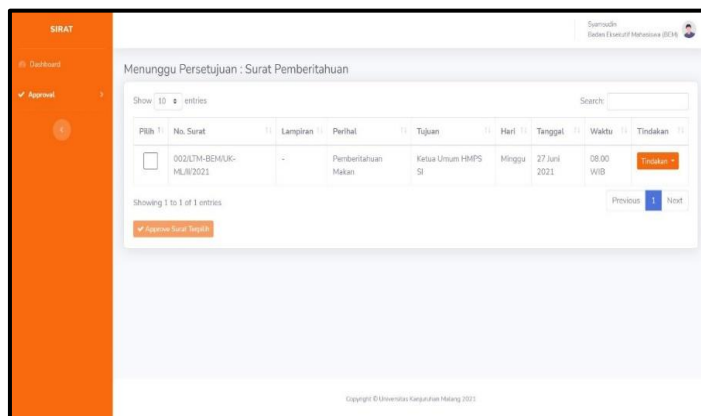 SIRAT
Syamsudin
Badan Eksekutif Mahasiswa (BEM)
Dashboard
Approval
Menunggu Persetujuan : Surat Pemberitahuan
Show 10 entries
Search:
Pilih No. Surat Lampiran Perihal Tujuan Hari Tanggal Waktu Tindakan
002/LTM-BEM/UK-
ML/II/2021
-
Pemberitahuan
Makan
Ketua Umum HMPS
SI
Minggu
27 Juni
2021
08:00
WIB
Tindakan
Showing 1 to 1 of 1 entries
Previous 1 Next
Approve Surat Terpilih
Copyright © Universitas Kanjuruhan Malang 2021